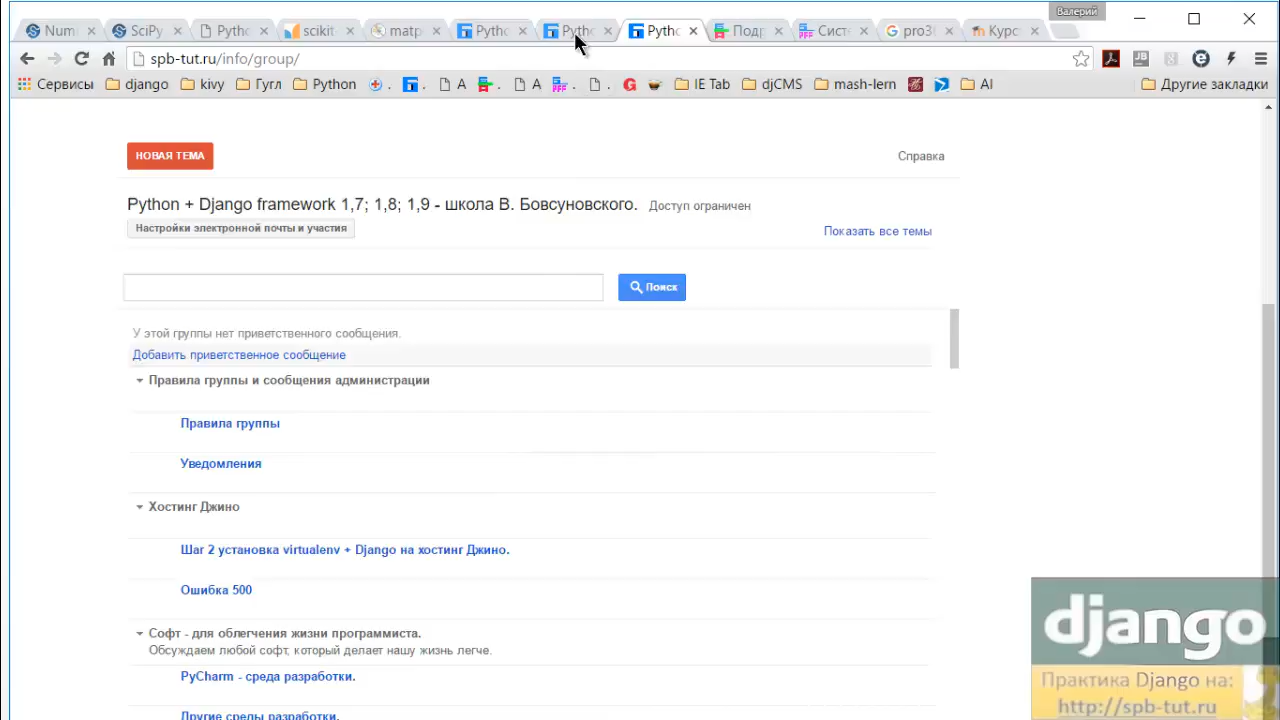 Валерий
Num
SciPy
Pytho
scikit
matp
Pytho
Pytho
Pytho
Подр
Сист
pro3
Курс
spb-tut.ru/info/group/
Сервисы
django
kivy
Гугл
Python
A
A
IE Tab
djCMS
mash-lern
AI
Другие закладки
НОВАЯ ТЕМА
Справка
Python + Django framework 1,7; 1,8; 1,9 - школа В. Бовсуновского. Доступ ограничен
Настройки электронной почты и участия
Показать все темы
Поиск
У этой группы нет приветственного сообщения.
Добавить приветственное сообщение
Правила группы и сообщения администрации
Правила группы
Уведомления
Хостинг Джино
Шаг 2 установка virtualenv + Django на хостинг Джино.
Ошибка 500
Софт - для облегчения жизни программиста.
Обсуждаем любой софт, который делает нашу жизнь легче.
PyCharm - среда разработки.
Другие среды разработки.
django
Практика Django на:
http://spb-tut.ru